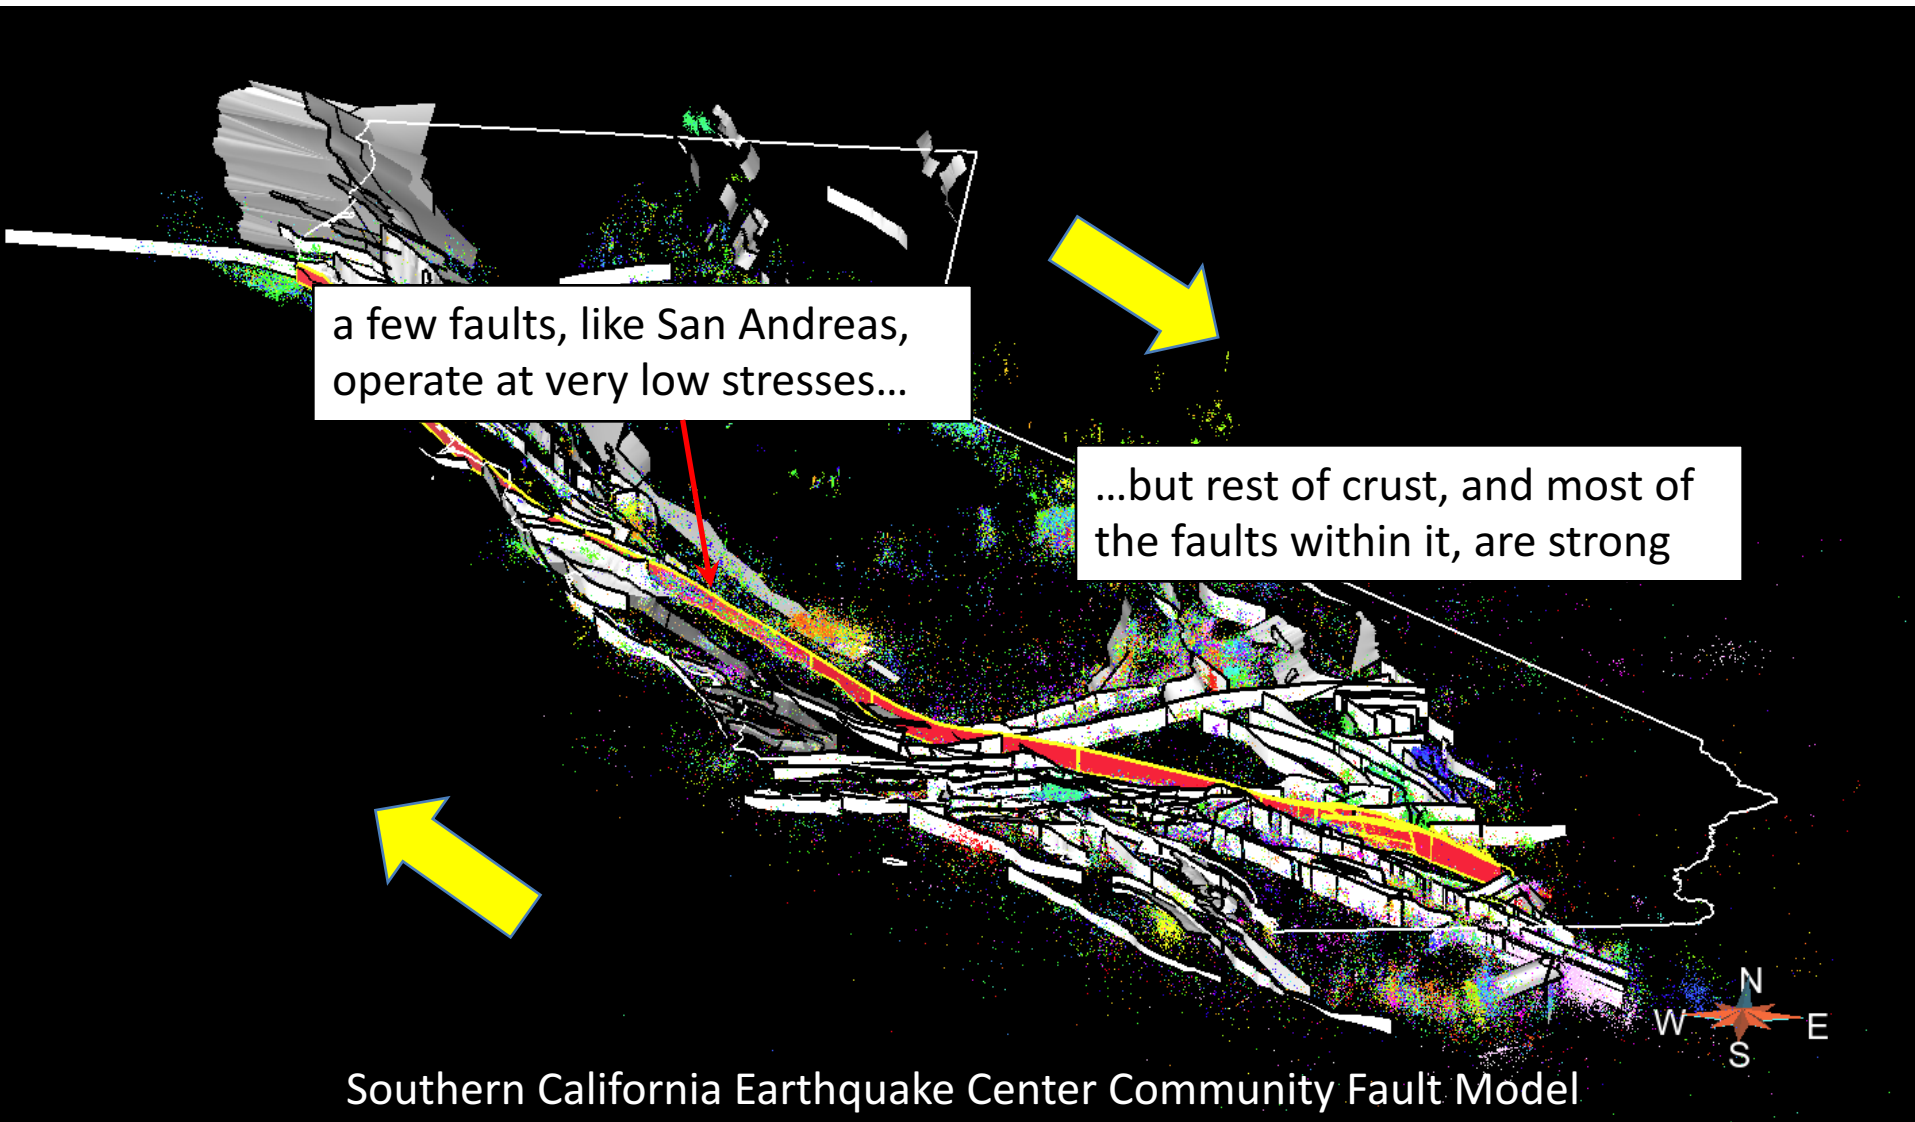 a few faults, like San Andreas,
operate at very low stresses…
…but rest of crust, and most of
the faults within it, are strong
N
W E
S
Southern California Earthquake Center Community Fault Model